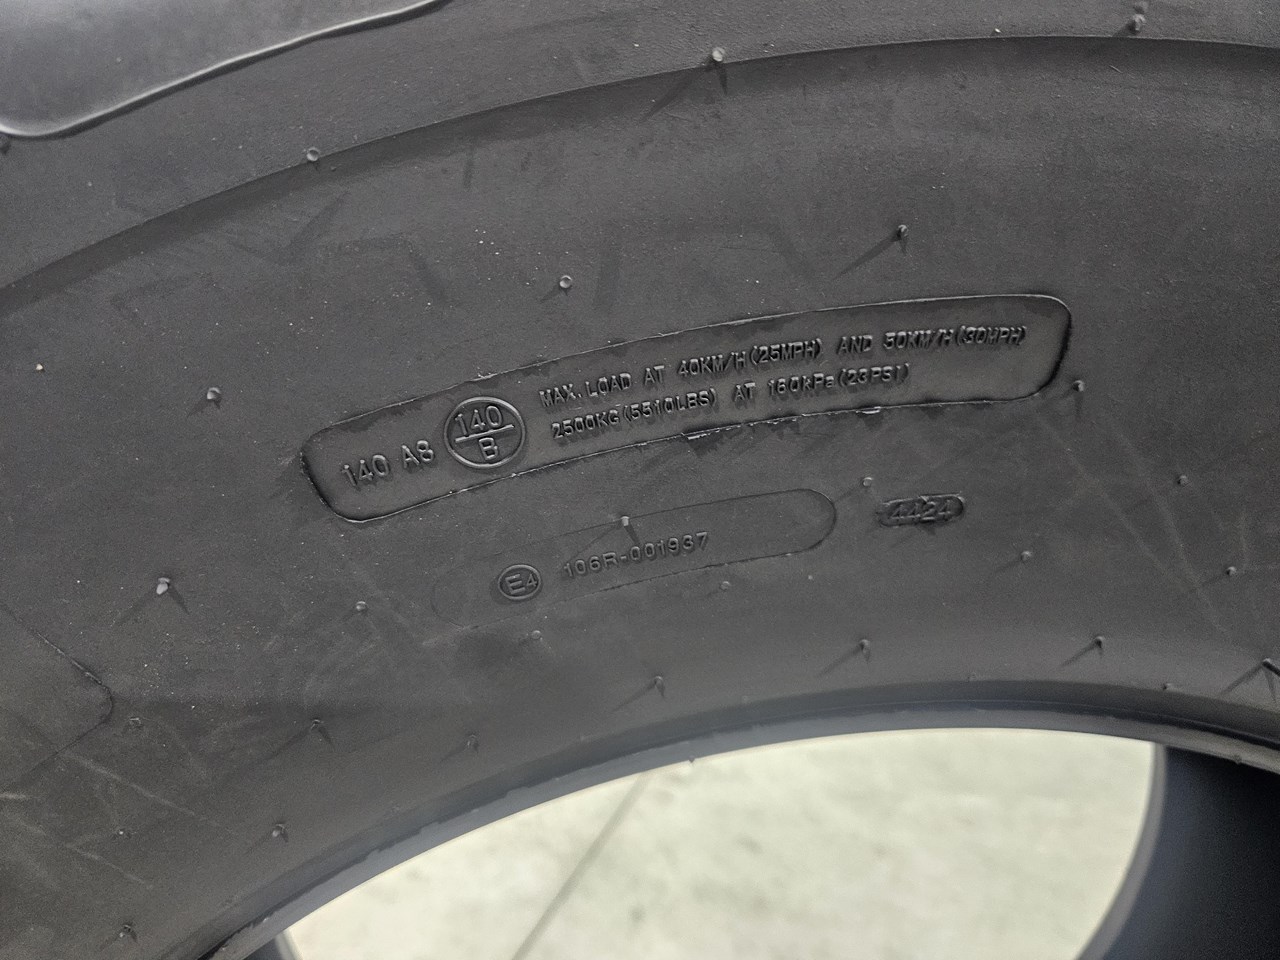 140 A8
140
B
MAX. LOAD AT 40KM/H(25MPH) AND 50KM/H(30MPH)
2500KG(5510LBS) AT 160kPa(23PSI)
E4 106R-001937
4424